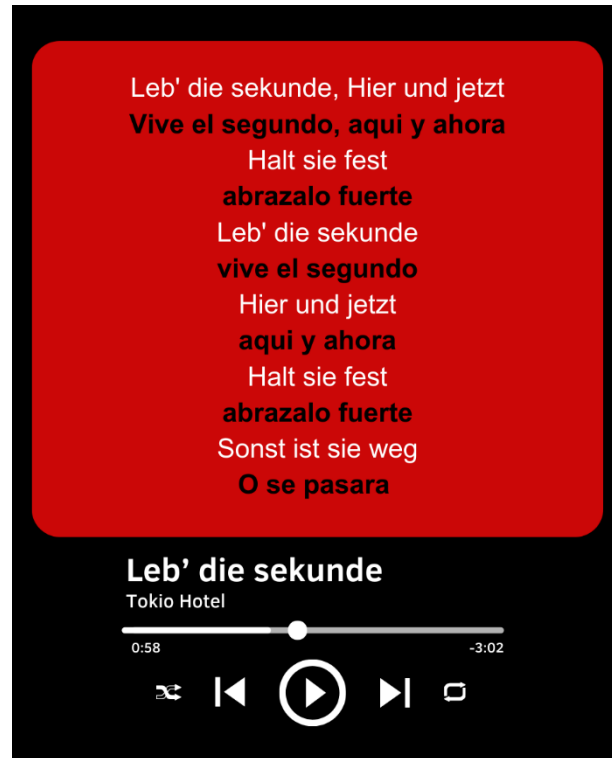 Leb' die sekunde, Hier und jetzt
Vive el segundo, aqui y ahora
Halt sie fest
abrazalo fuerte
Leb' die sekunde
vive el segundo
Hier und jetzt
aqui y ahora
Halt sie fest
abrazalo fuerte
Sonst ist sie weg
O se pasara
Leb’ die sekunde
Tokio Hotel
0:58 -3:02